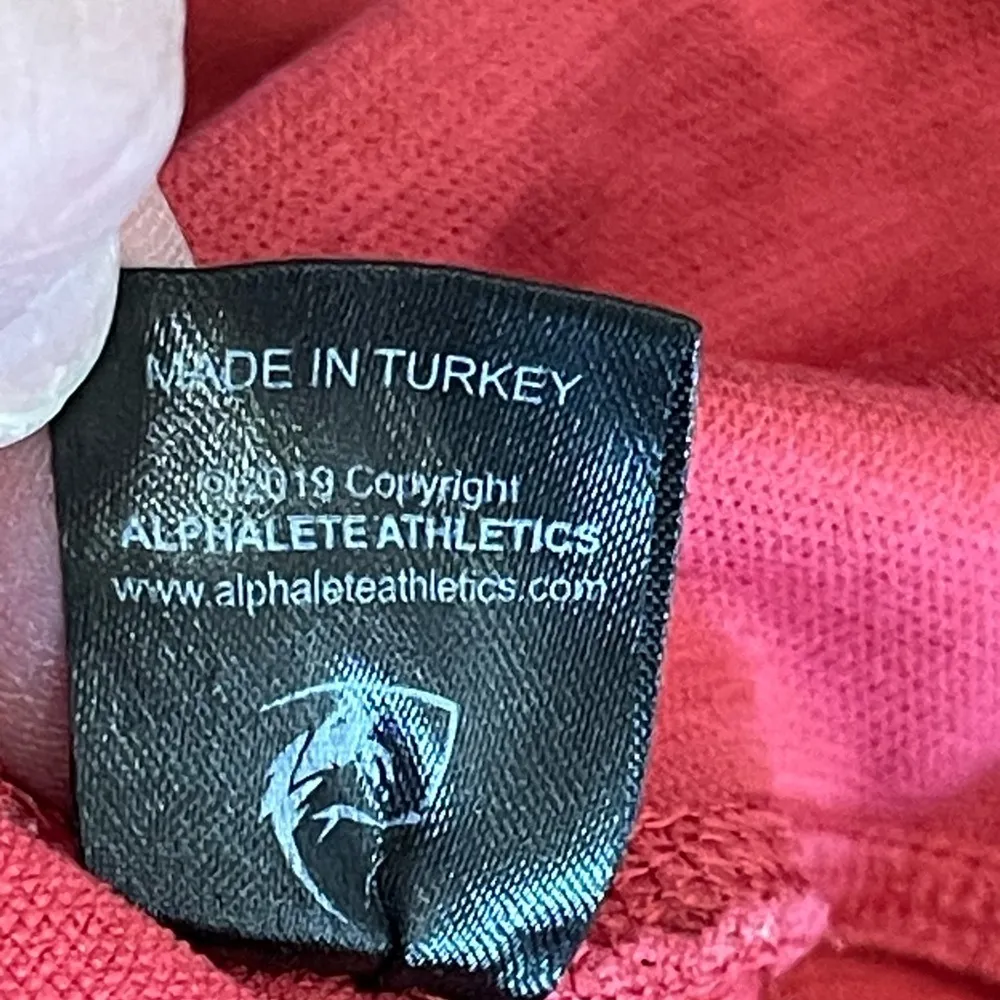 MADE IN TURKEY
© 2019 Copyright
ALPHALETE ATHLETICS
www.alphaleteathletics.com